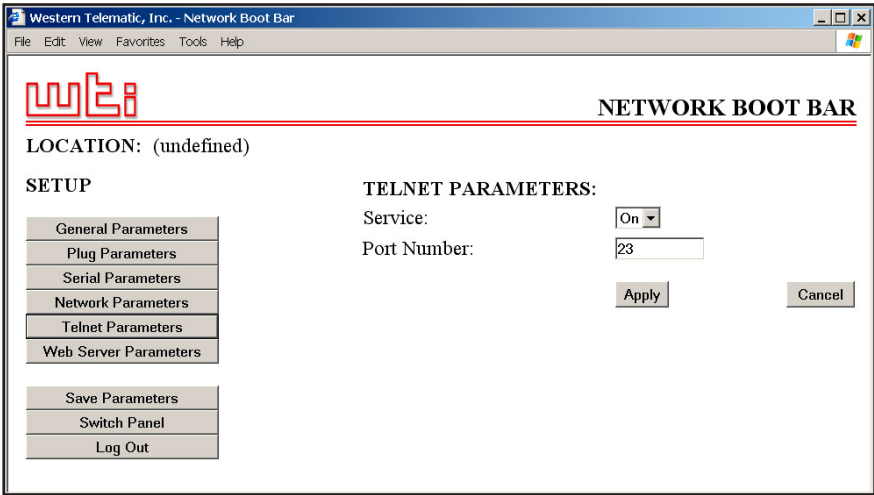 Western Telematic, Inc. - Network Boot Bar
File Edit View Favorites Tools Help
wti
NETWORK BOOT BAR
LOCATION: (undefined)
SETUP
General Parameters
Plug Parameters
Serial Parameters
Network Parameters
Telnet Parameters
Web Server Parameters
Save Parameters
Switch Panel
Log Out
TELNET PARAMETERS:
Service: On
Port Number: 23
Apply Cancel